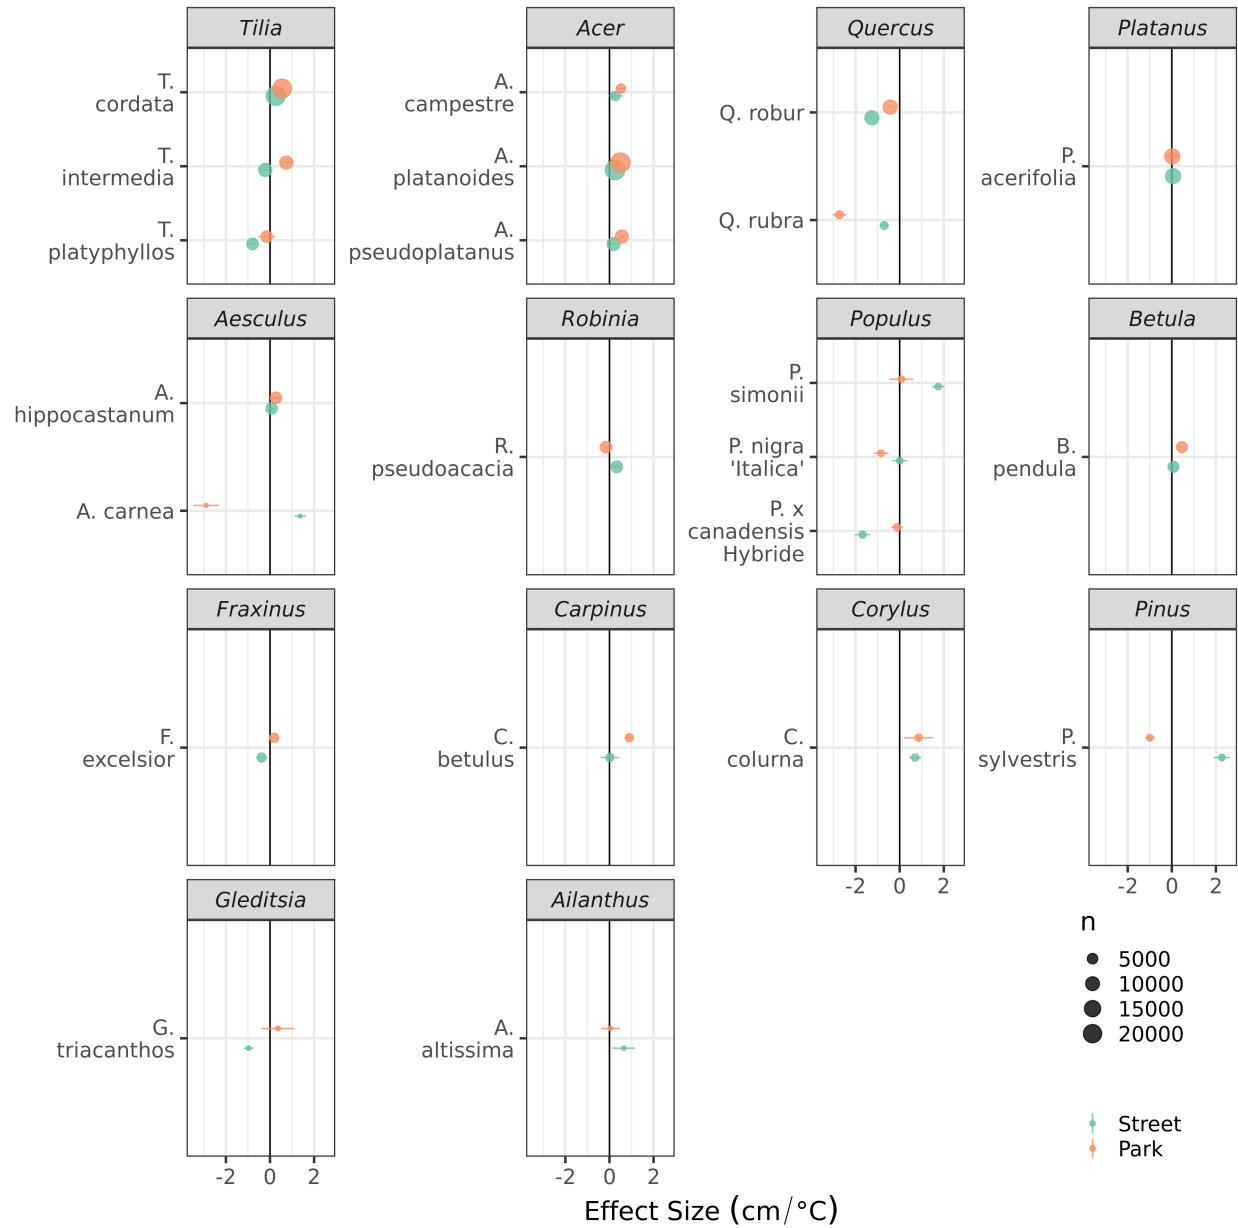 Tilia
Acer
Quercus
Platanus
T.
cordata
T.
intermedia
T.
platyphyllos
A.
campestre
A.
platanoides
A.
pseudoplatanus
Q. robur
Q. rubra
P.
acerifolia
Aesculus
Robinia
Populus
Betula
A.
hippocastanum
A. carnea
R.
pseudoacacia
P.
simonii
P. nigra
'Italica'
P. x
canadensis
Hybride
B.
pendula
Fraxinus
Carpinus
Corylus
Pinus
F.
excelsior
C.
betulus
C.
colurna
P.
sylvestris
-2 0 2
-2 0 2
Gleditsia
Ailanthus
G.
triacanthos
A.
altissima
-2 0 2
-2 0 2
Effect Size (cm/°C)
n
5000
10000
15000
20000
Street
Park